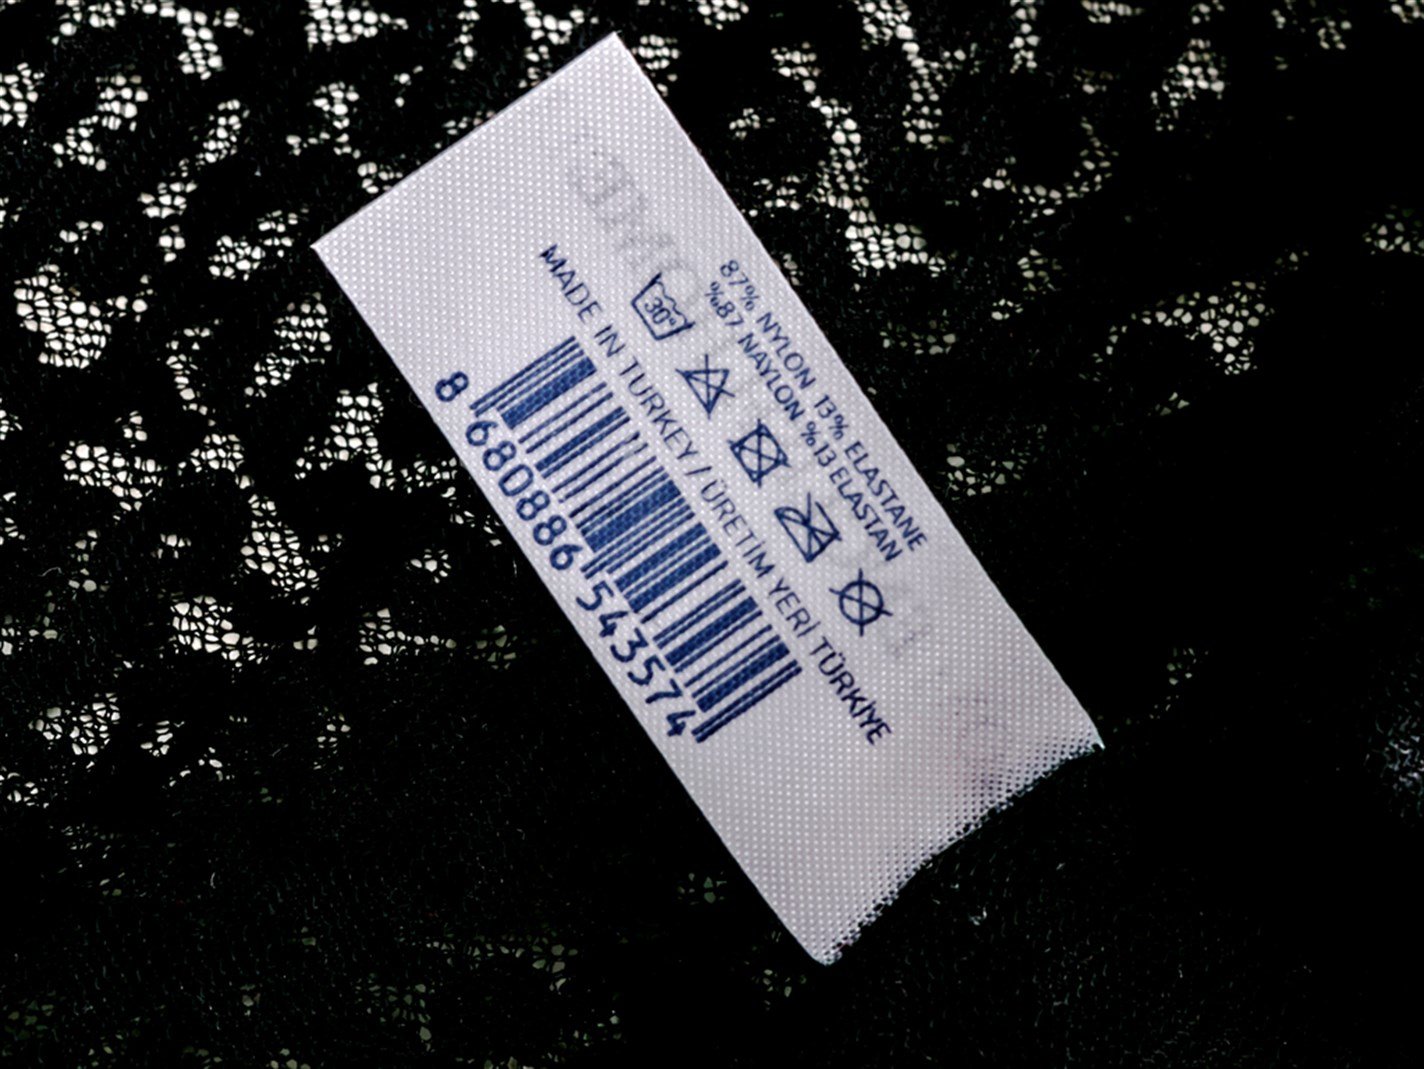 87% NYLON 13% ELASTANE
%87 NAYLON %13 ELASTAN
30°
MADE IN TURKEY / ÜRETİM YERİ TÜRKİYE
8 680886 543574